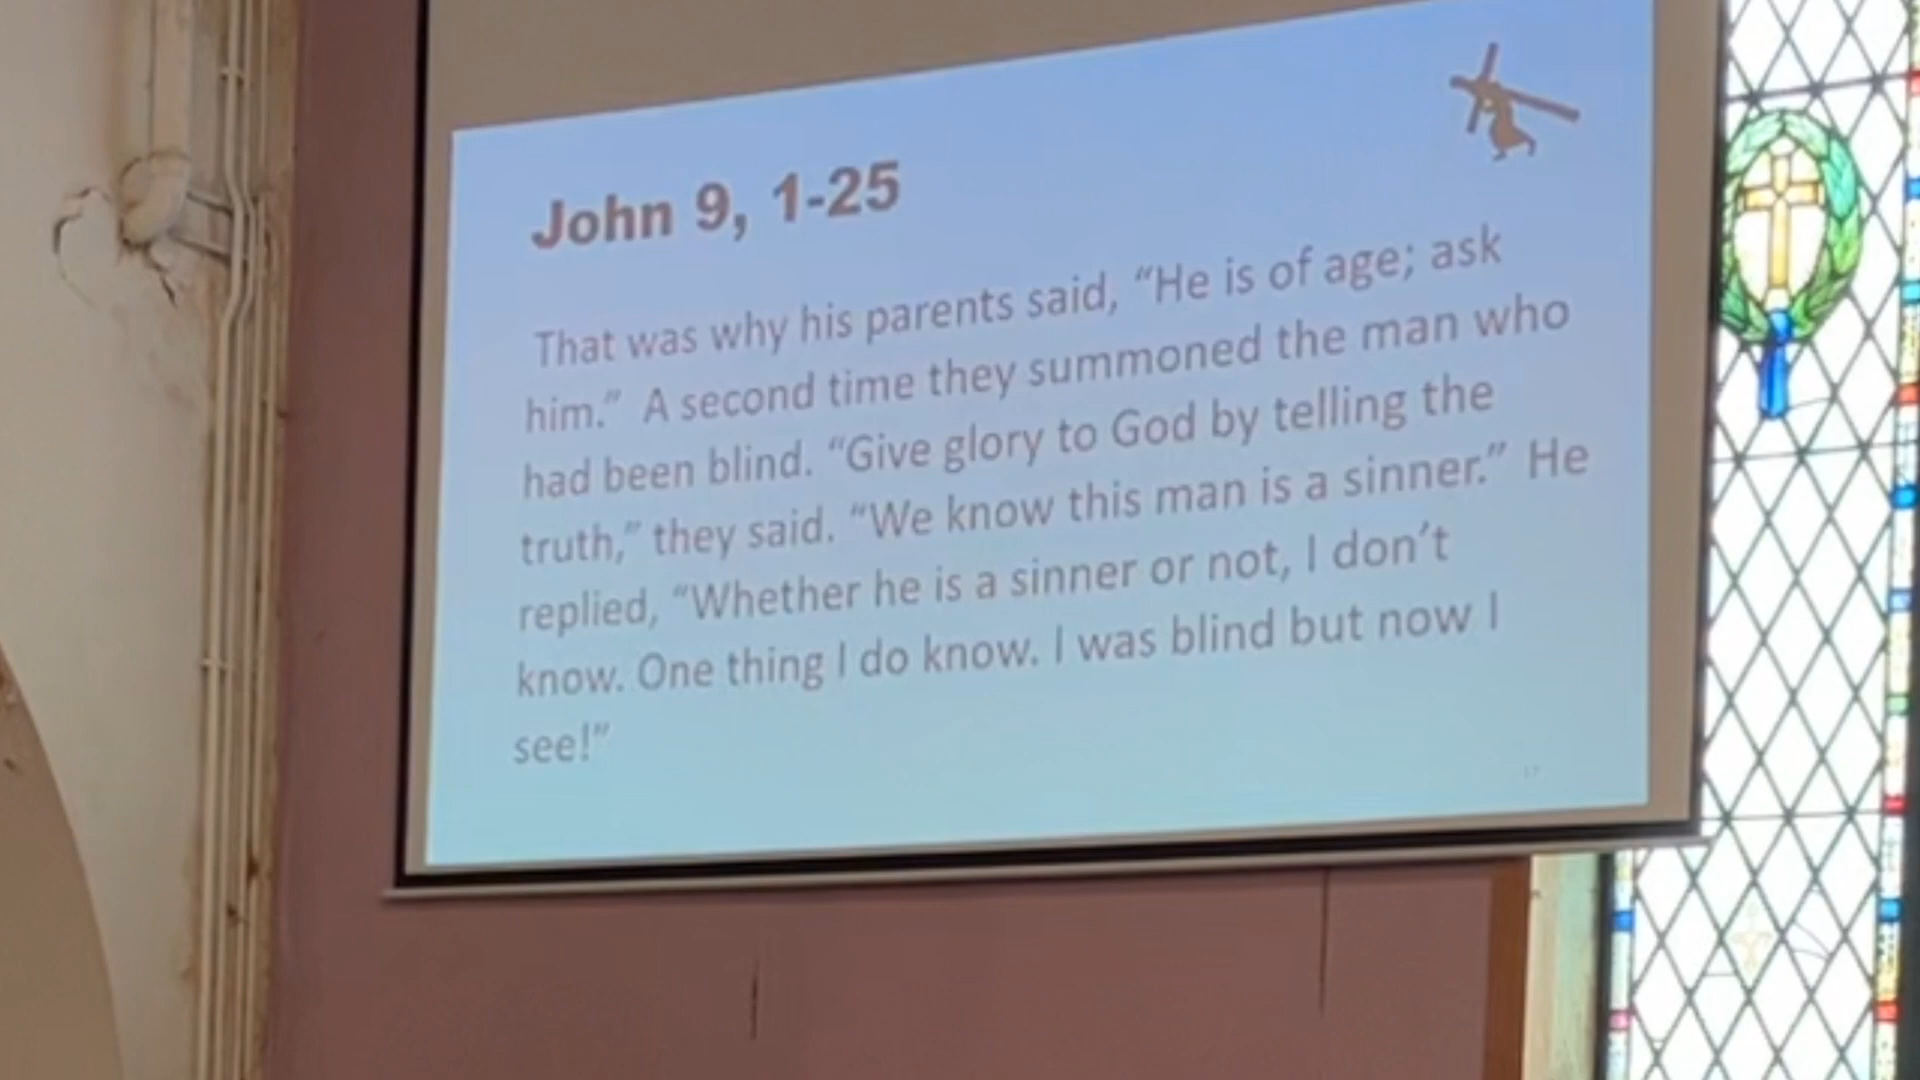 John 9, 1-25
That was why his parents said, “He is of age; ask
him.” A second time they summoned the man who
had been blind. “Give glory to God by telling the
truth,” they said. “We know this man is a sinner.” He
replied, “Whether he is a sinner or not, I don’t
know. One thing I do know. I was blind but now I
see!”
17